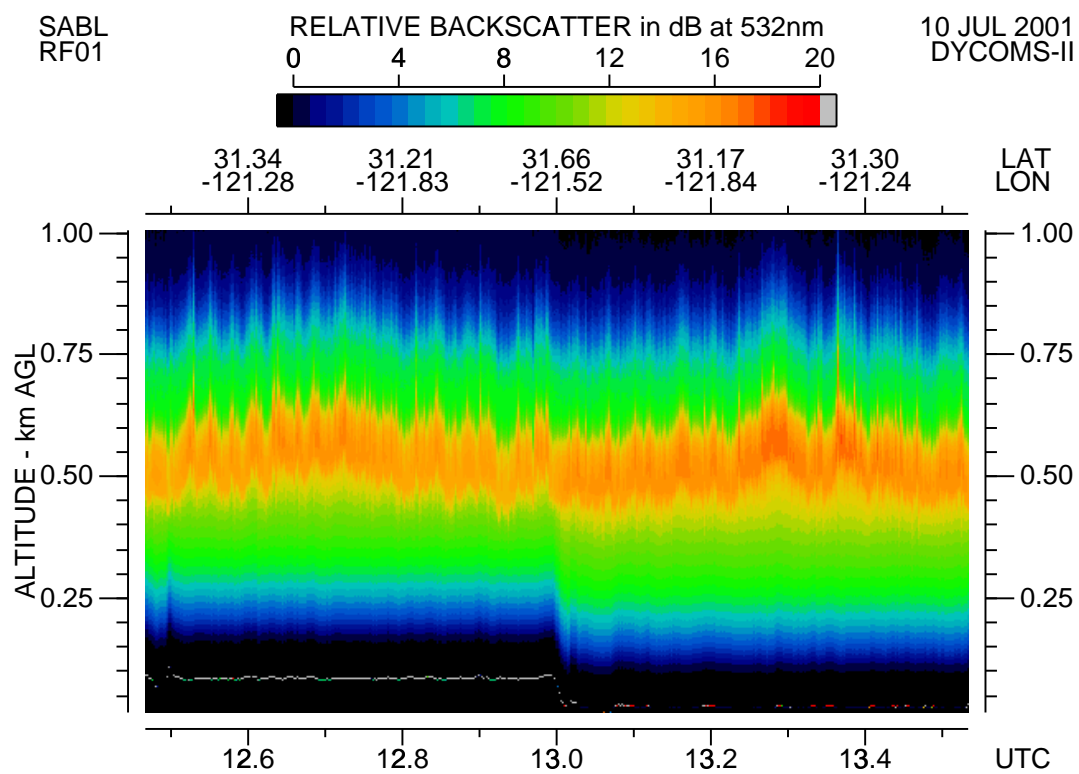 SABL RELATIVE BACKSCATTER in dB at 532nm 10 JUL 2001
RF01 DYCOMS-II
0 4 8 12 16 20
31.34 31.21 31.66 31.17 31.30 LAT
-121.28 -121.83 -121.52 -121.84 -121.24 LON
1.00 1.00
0.75 0.75
0.50 0.50
0.25 0.25
ALTITUDE - km AGL
12.6 12.8 13.0 13.2 13.4 UTC